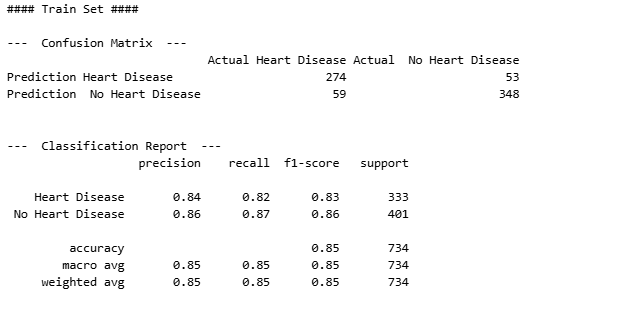 #### Train Set ####
---  Confusion Matrix  ---
Actual Heart Disease Actual  No Heart Disease
Prediction Heart Disease 274 53
Prediction  No Heart Disease 59 348
---  Classification Report  ---
precision recall f1-score support
Heart Disease 0.84 0.82 0.83 333
No Heart Disease 0.86 0.87 0.86 401
accuracy 0.85 734
macro avg 0.85 0.85 0.85 734
weighted avg 0.85 0.85 0.85 734